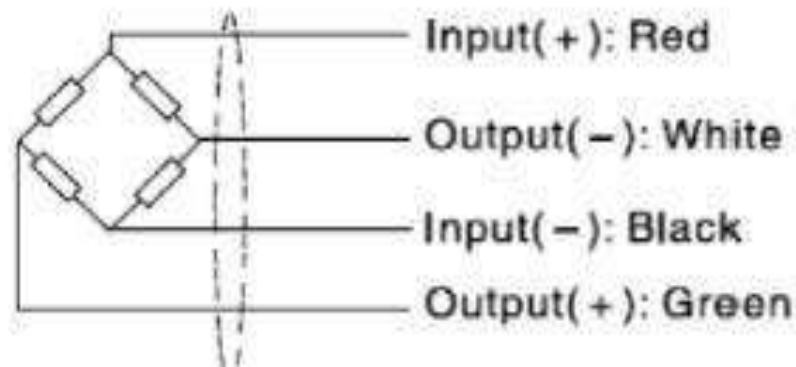 Input(+): Red
Output(−): White
Input(−): Black
Output(+): Green